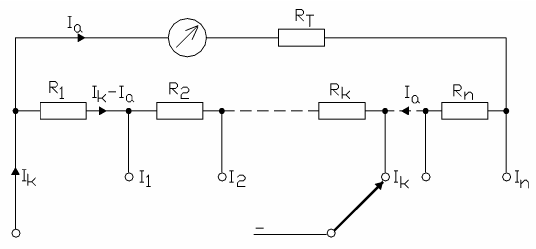 Ia RT
R1 Ik-Ia R2 Rk Ia Rn
Ik I1 I2 Ik In
−